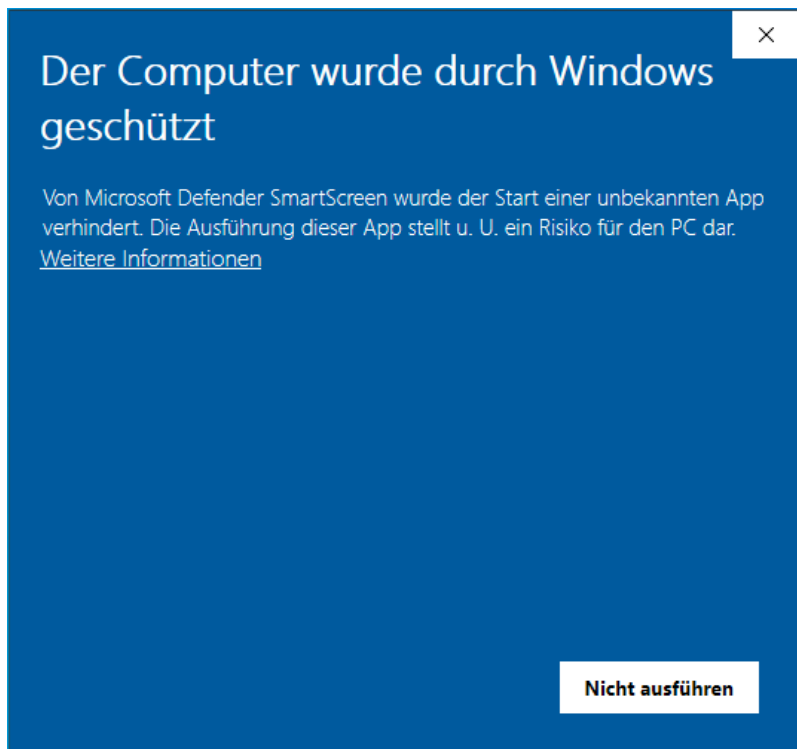 Der Computer wurde durch Windows
geschützt
Von Microsoft Defender SmartScreen wurde der Start einer unbekannten App
verhindert. Die Ausführung dieser App stellt u. U. ein Risiko für den PC dar.
Weitere Informationen
Nicht ausführen